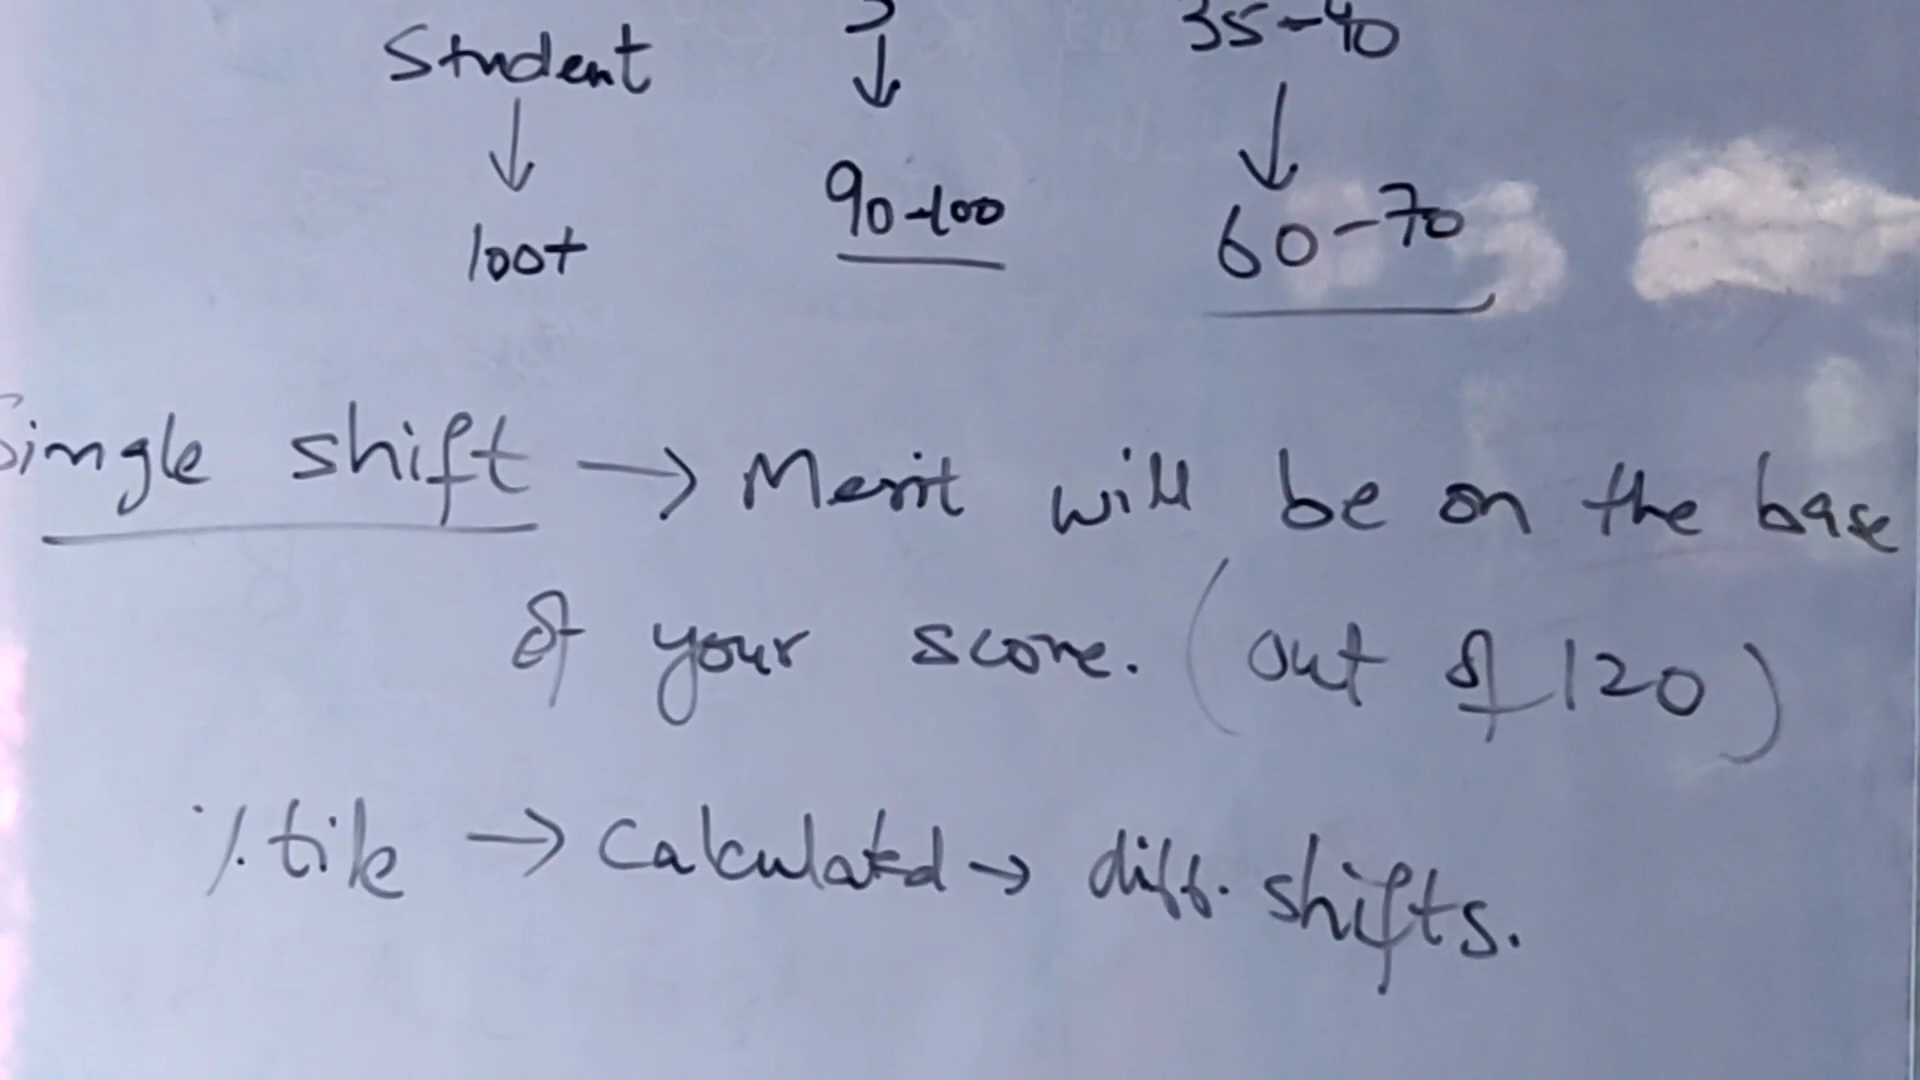 Student 35-40
↓ ↓ ↓
100+ 90-100 60-70
Single shift → Merit will be on the base
of your score. (out of 120)
%tile → Calculated → diff. shifts.